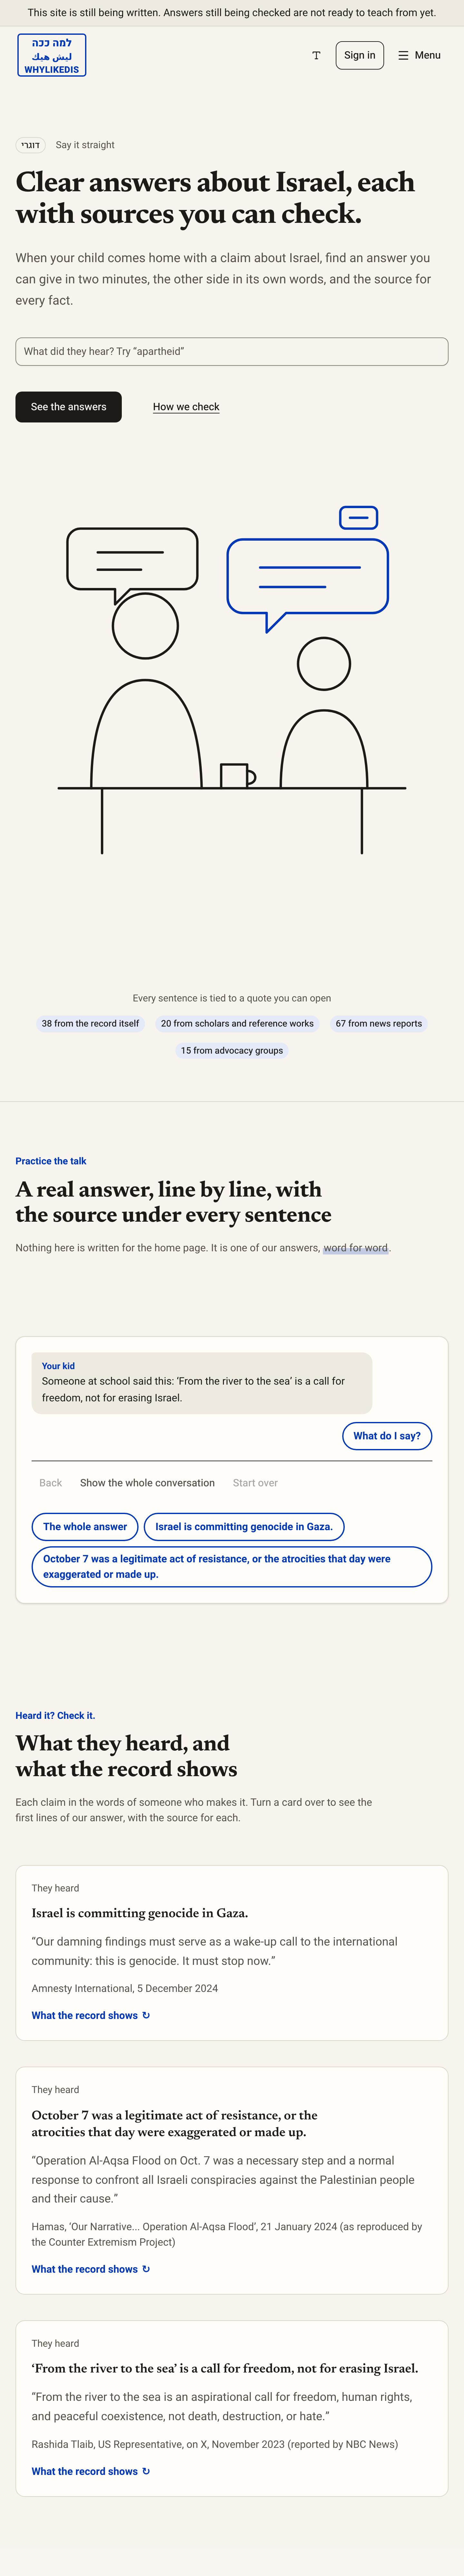 This site is still being written. Answers still being checked are not ready to teach from yet.
למה ככה
ليش هيك
WHYLIKEDIS
T
Sign in
Menu
דוגרי
Say it straight
Clear answers about Israel, each
with sources you can check.
When your child comes home with a claim about Israel, find an answer you
can give in two minutes, the other side in its own words, and the source for
every fact.
What did they hear? Try “apartheid”
See the answers
How we check
Every sentence is tied to a quote you can open
38 from the record itself
20 from scholars and reference works
67 from news reports
15 from advocacy groups
Practice the talk
A real answer, line by line, with
the source under every sentence
Nothing here is written for the home page. It is one of our answers, word for word.
Your kid
Someone at school said this: ‘From the river to the sea’ is a call for
freedom, not for erasing Israel.
What do I say?
Back
Show the whole conversation
Start over
The whole answer
Israel is committing genocide in Gaza.
October 7 was a legitimate act of resistance, or the atrocities that day were
exaggerated or made up.
Heard it? Check it.
What they heard, and
what the record shows
Each claim in the words of someone who makes it. Turn a card over to see the
first lines of our answer, with the source for each.
They heard
Israel is committing genocide in Gaza.
“Our damning findings must serve as a wake-up call to the international
community: this is genocide. It must stop now.”
Amnesty International, 5 December 2024
What the record shows ↻
They heard
October 7 was a legitimate act of resistance, or the
atrocities that day were exaggerated or made up.
“Operation Al-Aqsa Flood on Oct. 7 was a necessary step and a normal
response to confront all Israeli conspiracies against the Palestinian people
and their cause.”
Hamas, ‘Our Narrative... Operation Al-Aqsa Flood’, 21 January 2024 (as reproduced by
the Counter Extremism Project)
What the record shows ↻
They heard
‘From the river to the sea’ is a call for freedom, not for erasing Israel.
“From the river to the sea is an aspirational call for freedom, human rights,
and peaceful coexistence, not death, destruction, or hate.”
Rashida Tlaib, US Representative, on X, November 2023 (reported by NBC News)
What the record shows ↻